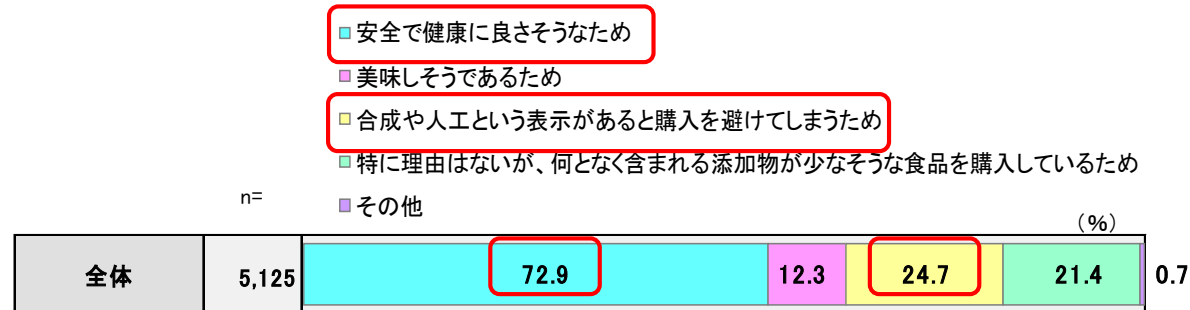 安全で健康に良さそうなため
美味しそうであるため
合成や人工という表示があると購入を避けてしまうため
特に理由はないが、何となく含まれる添加物が少なそうな食品を購入しているため
n=
その他
(%)
全体 5,125 72.9 12.3 24.7 21.4 0.7